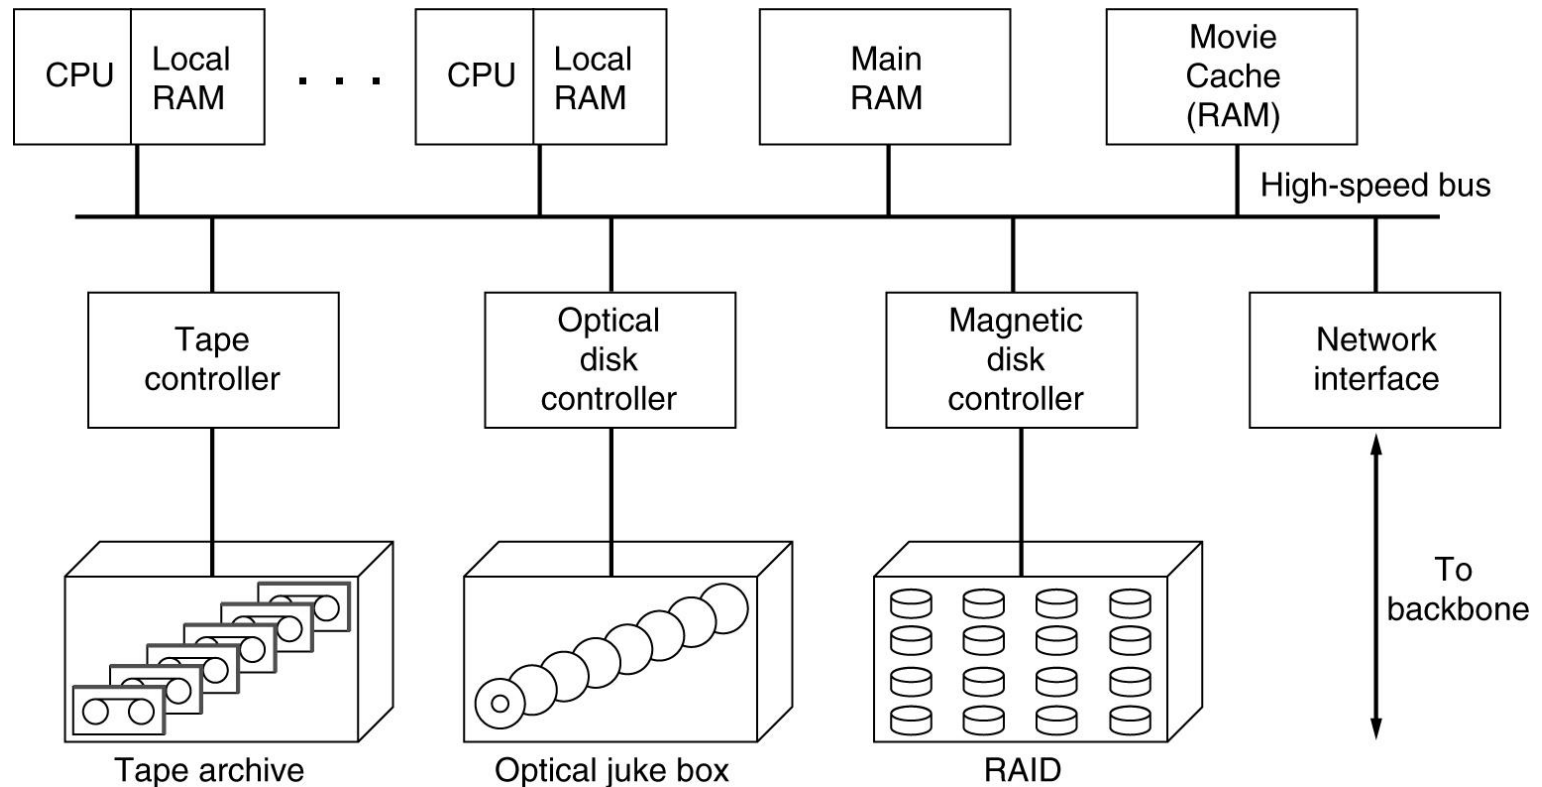 CPU
Local
RAM
. . .
CPU
Local
RAM
Main
RAM
Movie
Cache
(RAM)
High-speed bus
Tape
controller
Optical
disk
controller
Magnetic
disk
controller
Network
interface
To
backbone
Tape archive
Optical juke box
RAID